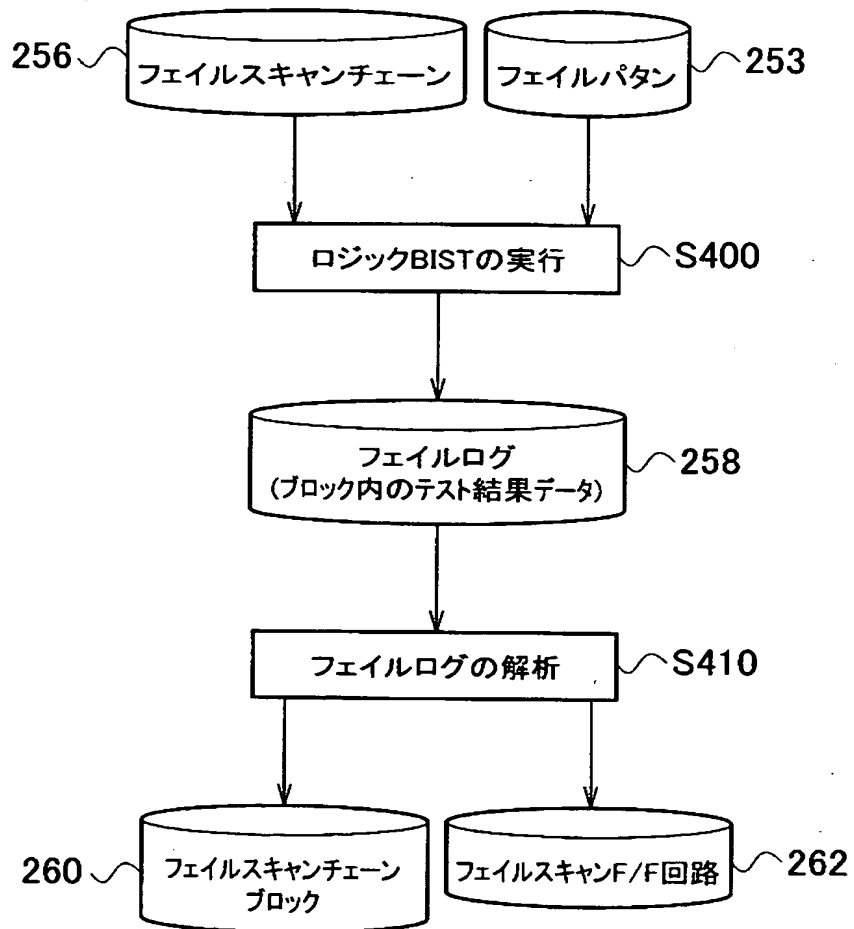 256
フェイルスキャンチェーン
フェイルパタン
253
ロジックBISTの実行
S400
フェイルログ
(ブロック内のテスト結果データ)
258
フェイルログの解析
S410
260
フェイルスキャンチェーン
ブロック
フェイルスキャンF/F回路
262